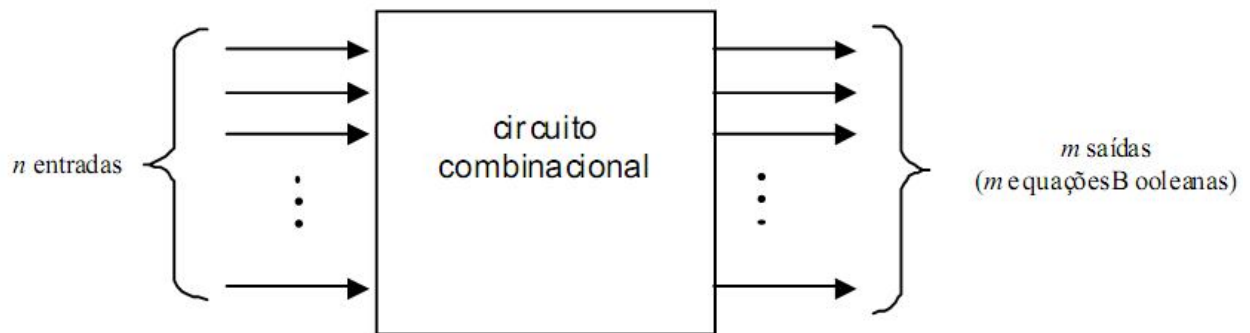 n entradas
circuito
combinacional
m saídas
(m equações Booleanas)